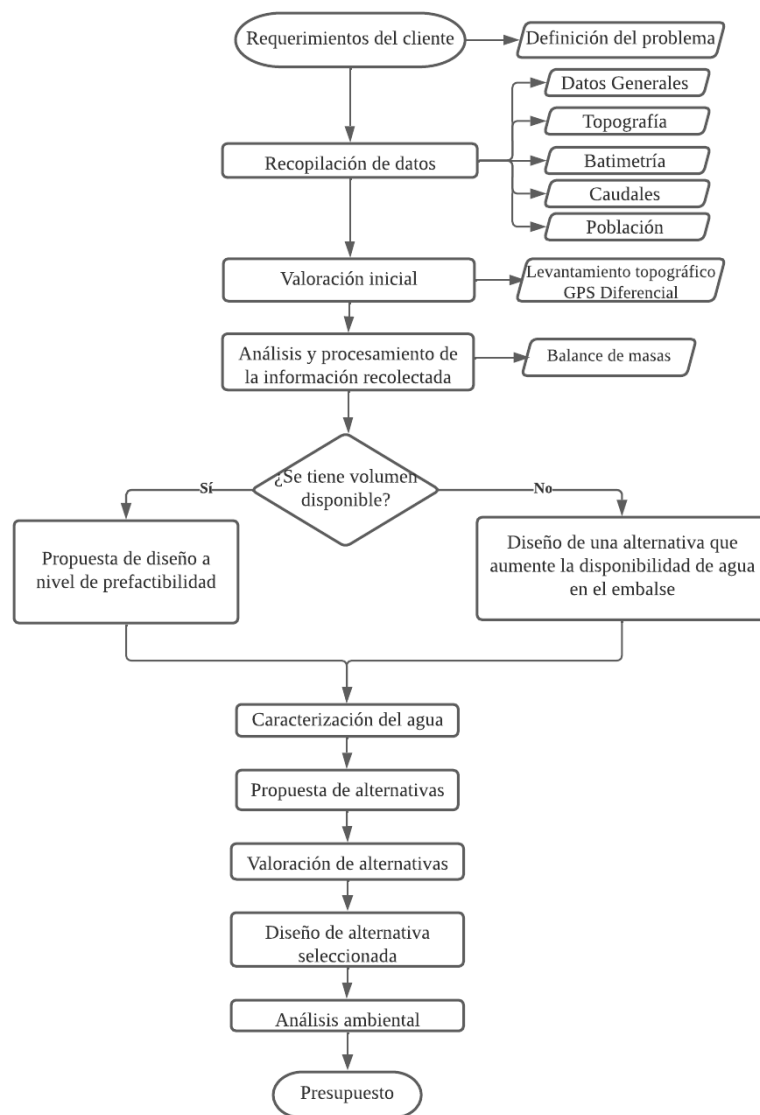 Requerimientos del cliente
Definición del problema
Datos Generales
Topografía
Recopilación de datos
Batimetría
Caudales
Población
Valoración inicial
Levantamiento topográfico
GPS Diferencial
Análisis y procesamiento de
la información recolectada
Balance de masas
¿Se tiene volumen
disponible?
Sí
No
Propuesta de diseño a
nivel de prefactibilidad
Diseño de una alternativa que
aumente la disponibilidad de agua
en el embalse
Caracterización del agua
Propuesta de alternativas
Valoración de alternativas
Diseño de alternativa
seleccionada
Análisis ambiental
Presupuesto